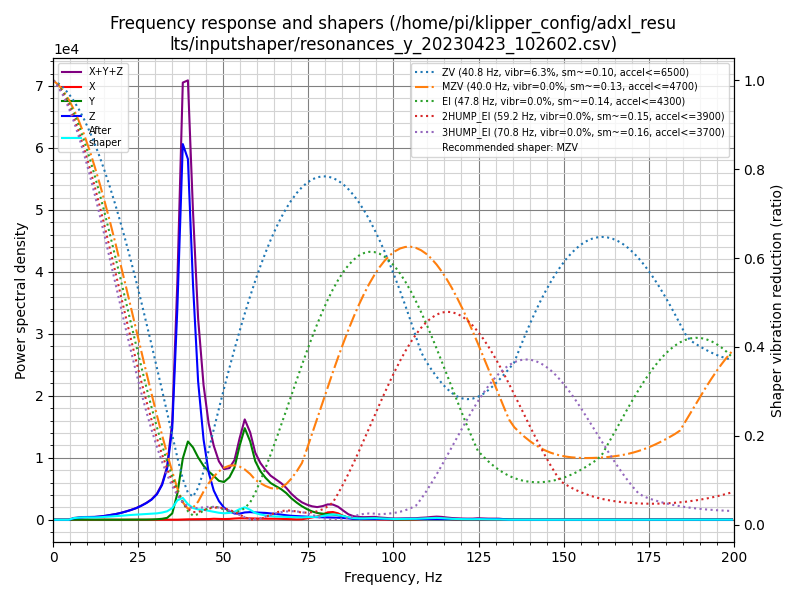 Frequency response and shapers (/home/pi/klipper_config/adxl_resu
lts/inputshaper/resonances_y_20230423_102602.csv)
1e4
X+Y+Z
X
Y
Z
After
shaper
ZV (40.8 Hz, vibr=6.3%, sm~=0.10, accel<=6500)
MZV (40.0 Hz, vibr=0.0%, sm~=0.13, accel<=4700)
EI (47.8 Hz, vibr=0.0%, sm~=0.14, accel<=4300)
2HUMP_EI (59.2 Hz, vibr=0.0%, sm~=0.15, accel<=3900)
3HUMP_EI (70.8 Hz, vibr=0.0%, sm~=0.16, accel<=3700)
Recommended shaper: MZV
Power spectral density
7
6
5
4
3
2
1
0
1.0
0.8
0.6
0.4
0.2
0.0
Shaper vibration reduction (ratio)
0 25 50 75 100 125 150 175 200
Frequency, Hz